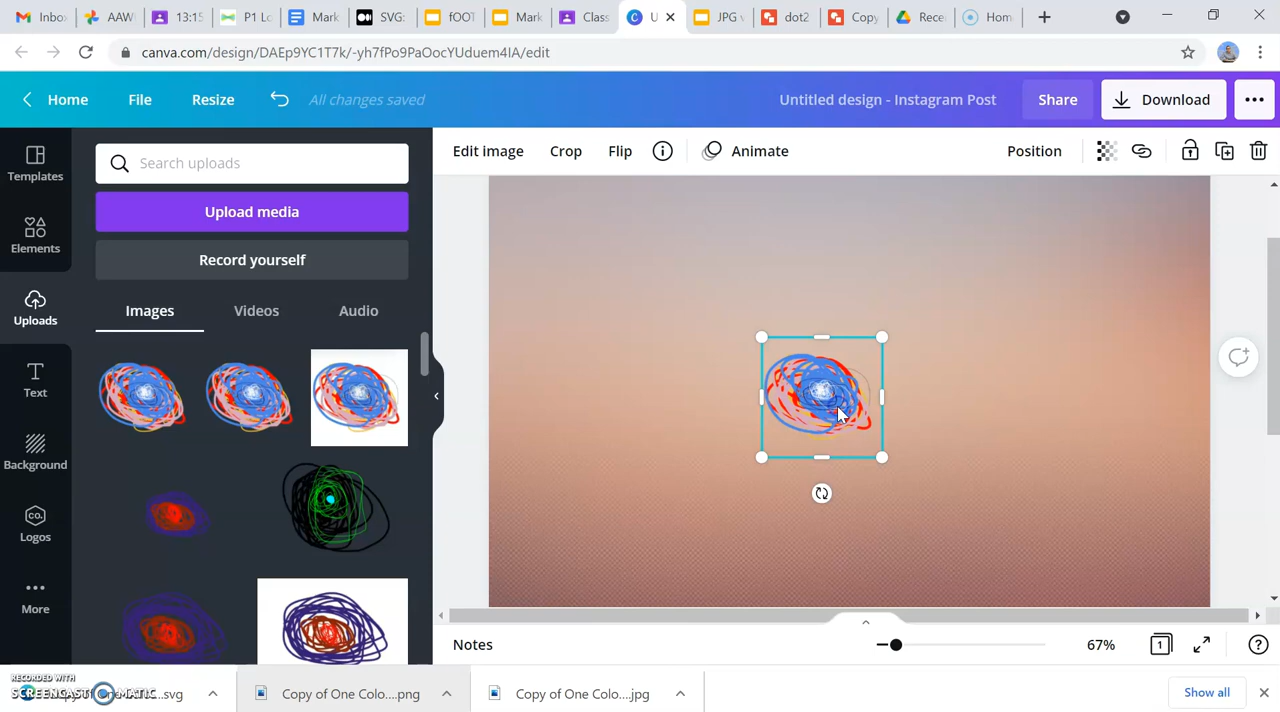 Inbox
AAW
13:15
P1 Lo
Mark
SVG:
fOOT
Mark
Class
U
JPG v
dot2
Copy
Rece
Hom
canva.com/design/DAEp9YC1T7k/-yh7fPo9PaOocYUduem4IA/edit
Home File Resize All changes saved Untitled design - Instagram Post Share Download
Search uploads
Edit image Crop Flip Animate Position
Templates
Upload media
Elements
Record yourself
Uploads
Images Videos Audio
Text
Background
CO.
Logos
More
Notes 67% 1
RECORDED WITH
SCREENCAST-O-MATIC
.svg
Copy of One Colo....png
Copy of One Colo....jpg
Show all